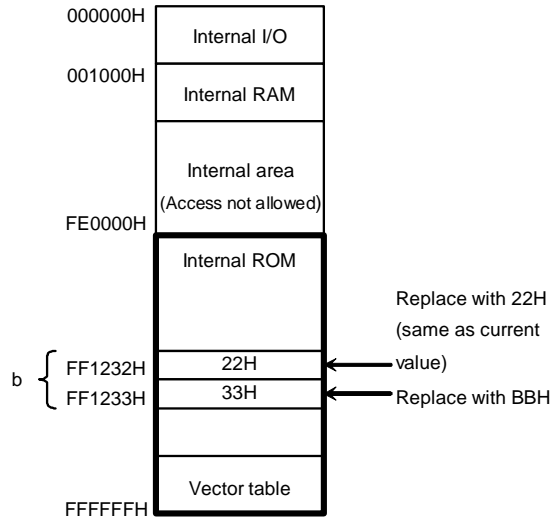 000000H
Internal I/O
001000H
Internal RAM
Internal area
(Access not allowed)
FE0000H
Internal ROM
Replace with 22H
(same as current
value)
b
FF1232H
22H
FF1233H
33H
Replace with BBH
Vector table
FFFFFFH